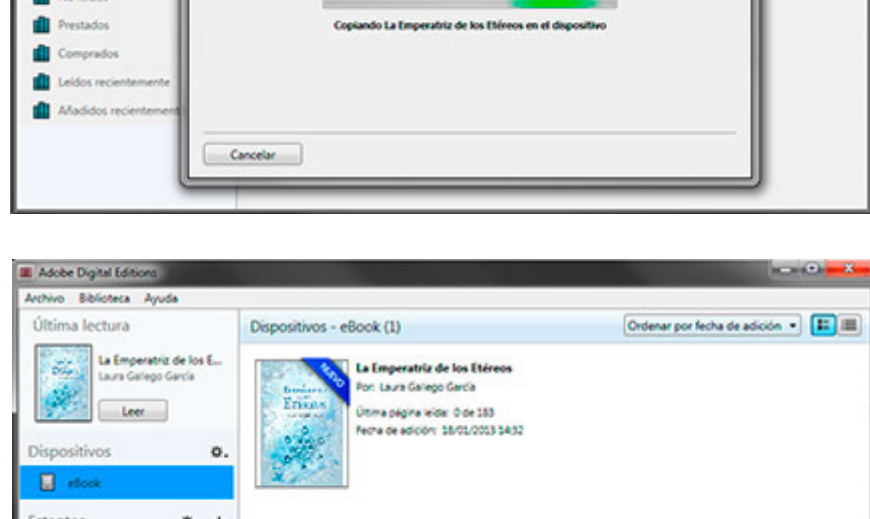 Prestados
Comprados
Leídos recientemente
Añadidos recientement
Copiando La Emperatriz de los Etéreos en el dispositivo
Cancelar
Adobe Digital Editions
Archivo Biblioteca Ayuda
Última lectura
La Emperatriz de los E...
Laura Gallego García
Leer
Dispositivos
eBook
Dispositivos - eBook (1)
Ordenar por fecha de adición
NUEVO
La Emperatriz de los Etéreos
Por: Laura Gallego García
Última página leída: 0 de 183
Fecha de adición: 18/01/2013 14:32